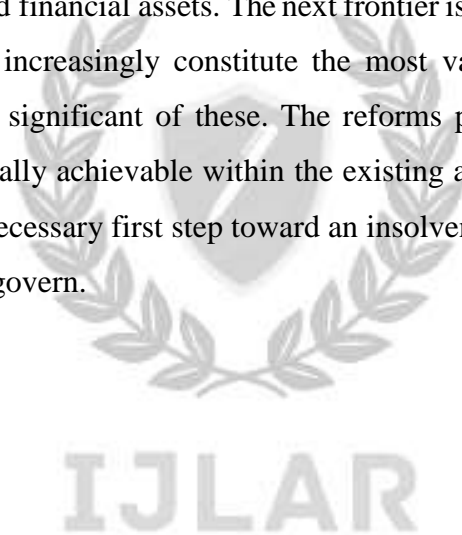 d financial assets. The next frontier is
increasingly constitute the most va
significant of these. The reforms p
ally achievable within the existing a
ecessary first step toward an insolver
govern.
IJLAR